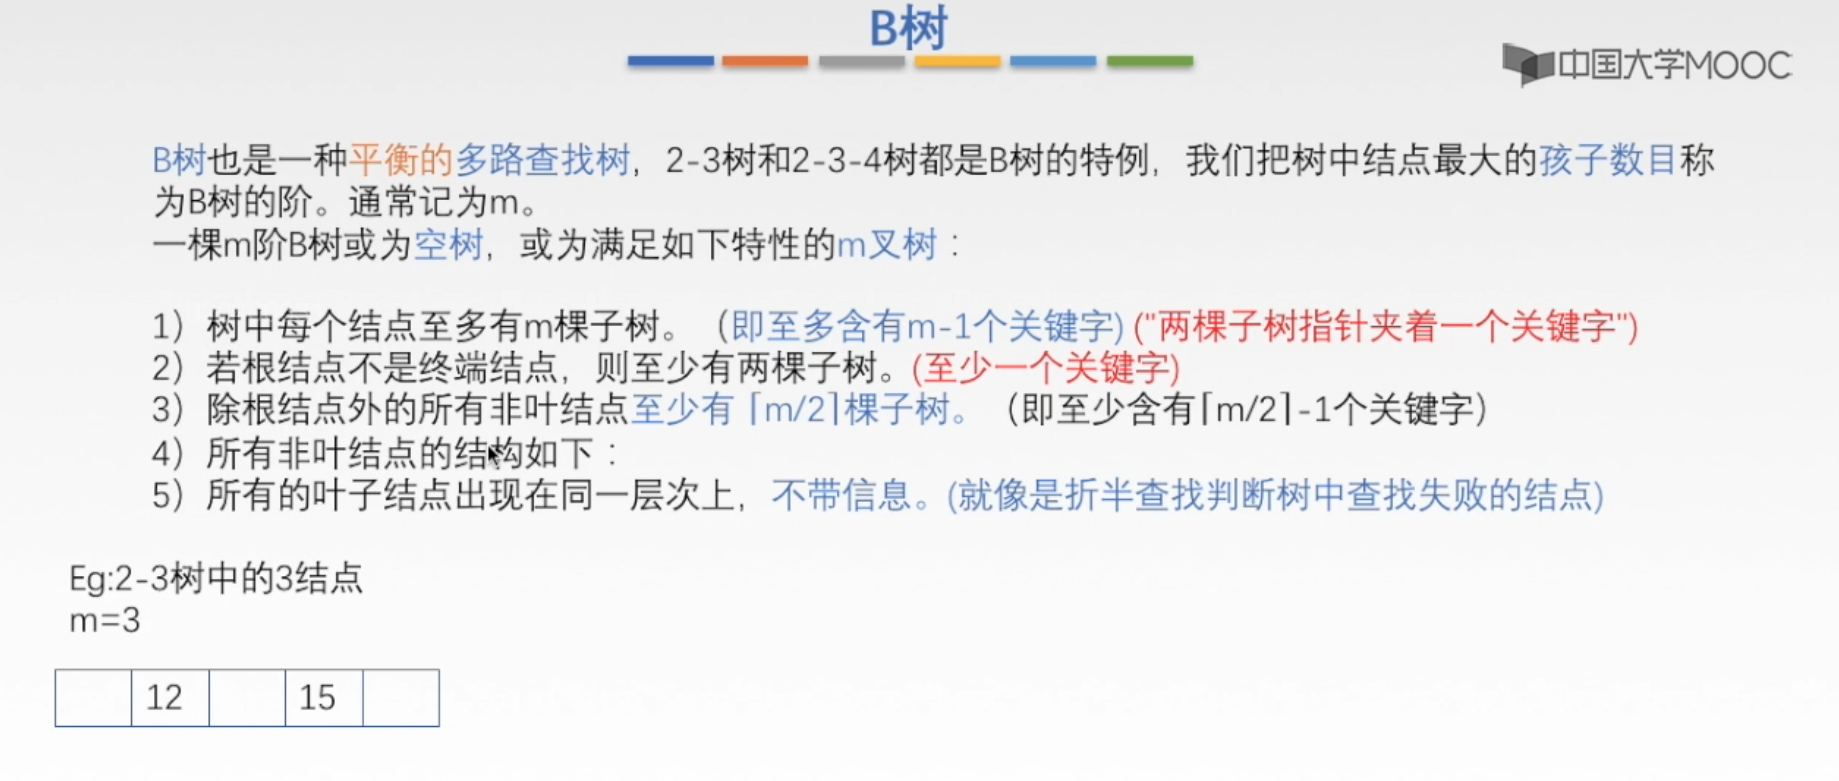 B树
中国大学MOOC
B树也是一种平衡的多路查找树，2-3树和2-3-4树都是B树的特例，我们把树中结点最大的孩子数目称
为B树的阶。通常记为m。
一棵m阶B树或为空树，或为满足如下特性的m叉树：
1）树中每个结点至多有m棵子树。（即至多含有m-1个关键字）("两棵子树指针夹着一个关键字")
2）若根结点不是终端结点，则至少有两棵子树。(至少一个关键字)
3）除根结点外的所有非叶结点至少有⌈m/2⌉棵子树。（即至少含有⌈m/2⌉-1个关键字）
4）所有非叶结点的结构如下：
5）所有的叶子结点出现在同一层次上，不带信息。(就像是折半查找判断树中查找失败的结点)
Eg:2-3树中的3结点
m=3
12 15